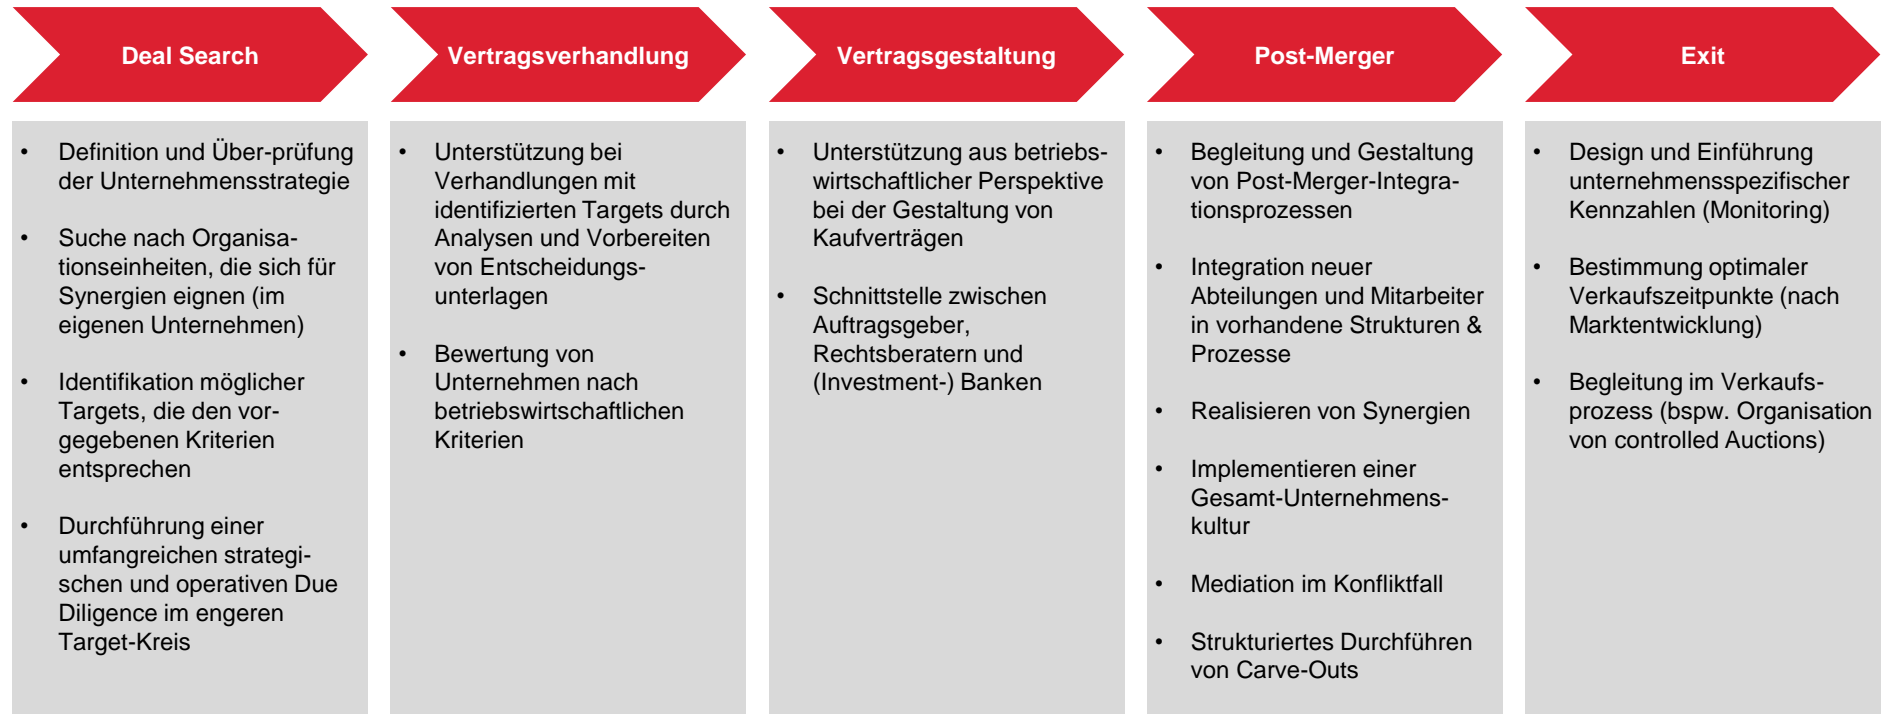 Deal Search
Vertragsverhandlung
Vertragsgestaltung
Post-Merger
Exit
• Definition und Über-prüfung
der Unternehmensstrategie
• Suche nach Organisa-
tionseinheiten, die sich für
Synergien eignen (im
eigenen Unternehmen)
• Identifikation möglicher
Targets, die den vor-
gegebenen Kriterien
entsprechen
• Durchführung einer
umfangreichen strategi-
schen und operativen Due
Diligence im engeren
Target-Kreis
• Unterstützung bei
Verhandlungen mit
identifizierten Targets durch
Analysen und Vorbereiten
von Entscheidungs-
unterlagen
• Bewertung von
Unternehmen nach
betriebswirtschaftlichen
Kriterien
• Unterstützung aus betriebs-
wirtschaftlicher Perspektive
bei der Gestaltung von
Kaufverträgen
• Schnittstelle zwischen
Auftragsgeber,
Rechtsberatern und
(Investment-) Banken
• Begleitung und Gestaltung
von Post-Merger-Integra-
tionsprozessen
• Integration neuer
Abteilungen und Mitarbeiter
in vorhandene Strukturen &
Prozesse
• Realisieren von Synergien
• Implementieren einer
Gesamt-Unternehmens-
kultur
• Mediation im Konfliktfall
• Strukturiertes Durchführen
von Carve-Outs
• Design und Einführung
unternehmensspezifischer
Kennzahlen (Monitoring)
• Bestimmung optimaler
Verkaufszeitpunkte (nach
Marktentwicklung)
• Begleitung im Verkaufs-
prozess (bspw. Organisation
von controlled Auctions)